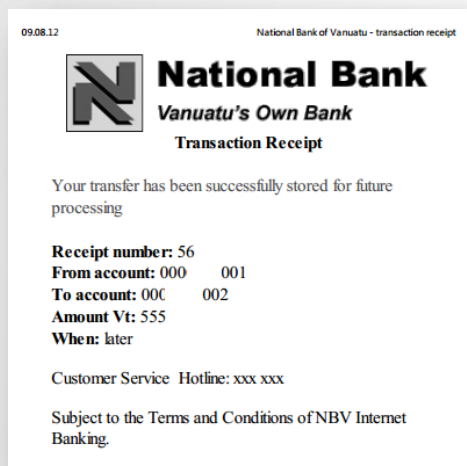 09.08.12 National Bank of Vanuatu - transaction receipt
National Bank
Vanuatu's Own Bank
Transaction Receipt
Your transfer has been successfully stored for future
processing
Receipt number: 56
From account: 000 001
To account: 000 002
Amount Vt: 555
When: later
Customer Service Hotline: xxx xxx
Subject to the Terms and Conditions of NBV Internet
Banking.